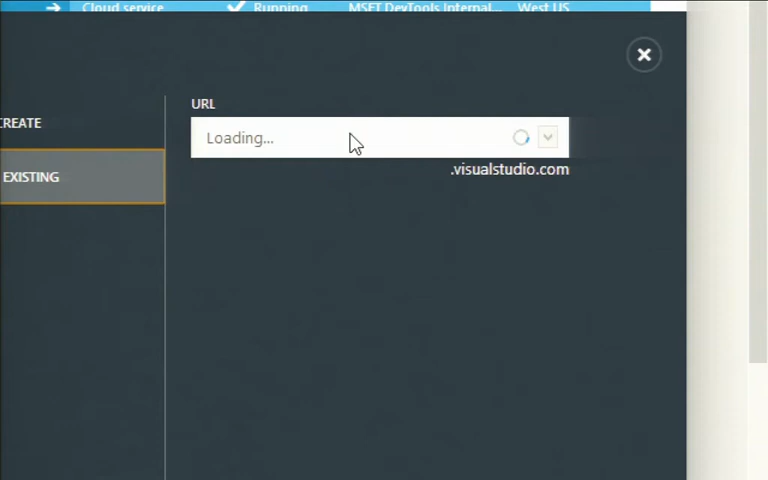 Cloud service Running MSFT DevTools Internal... West US
URL
CREATE
Loading...
EXISTING
.visualstudio.com